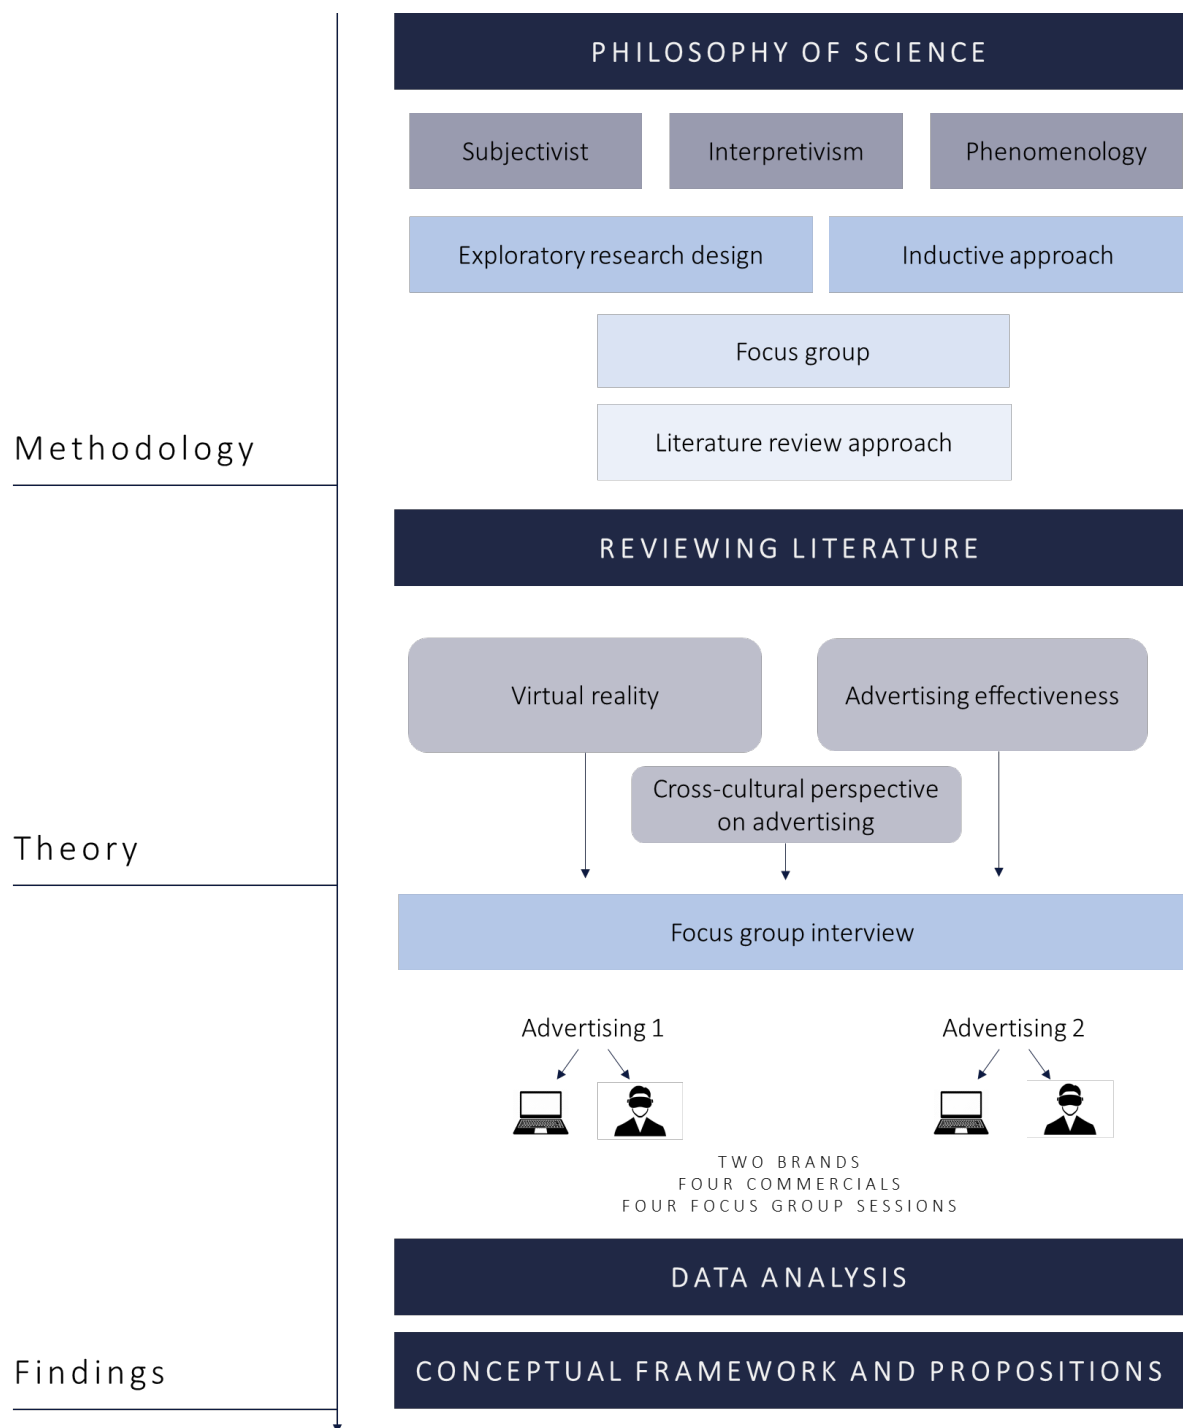 PHILOSOPHY OF SCIENCE
Subjectivist
Interpretivism
Phenomenology
Exploratory research design
Inductive approach
Focus group
Literature review approach
Methodology
REVIEWING LITERATURE
Virtual reality
Advertising effectiveness
Cross-cultural perspective
on advertising
Theory
Focus group interview
Advertising 1
Advertising 2
TWO BRANDS
FOUR COMMERCIALS
FOUR FOCUS GROUP SESSIONS
DATA ANALYSIS
CONCEPTUAL FRAMEWORK AND PROPOSITIONS
Findings